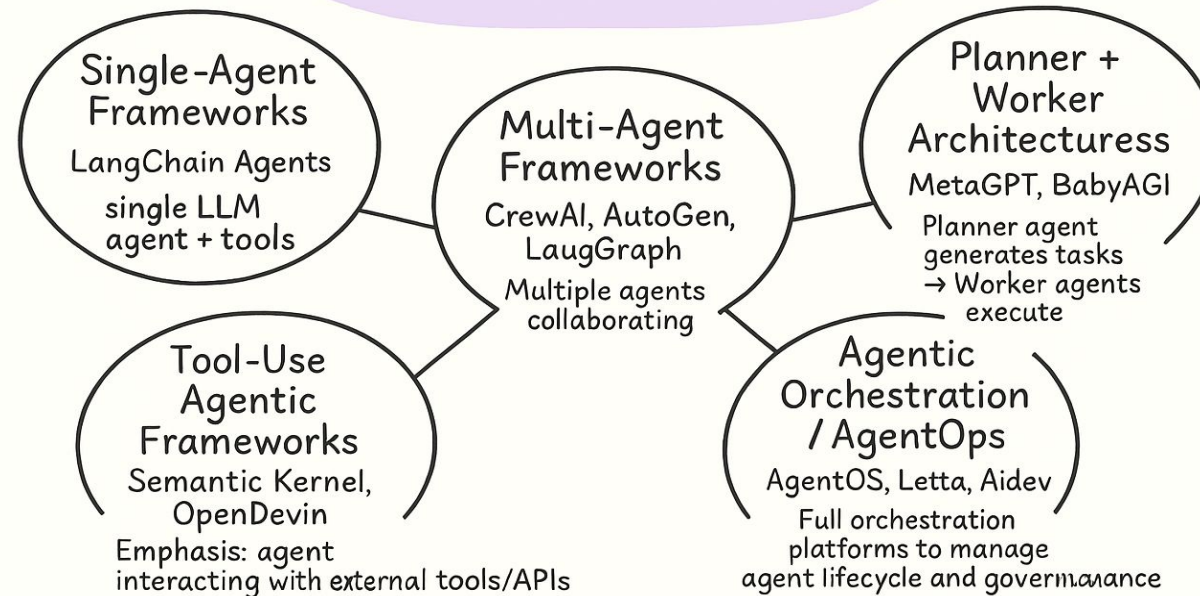 Single-Agent
Frameworks
LangChain Agents
single LLM
agent + tools
Multi-Agent
Frameworks
CrewAI, AutoGen,
LaugGraph
Multiple agents
collaborating
Planner +
Worker
Architecturess
MetaGPT, BabyAGI
Planner agent
generates tasks
→ Worker agents
execute
Tool-Use
Agentic
Frameworks
Semantic Kernel,
OpenDevin
Emphasis: agent
interacting with external tools/APIs
Agentic
Orchestration
/ AgentOps
AgentOS, Letta, Aidev
Full orchestration
platforms to manage
agent lifecycle and